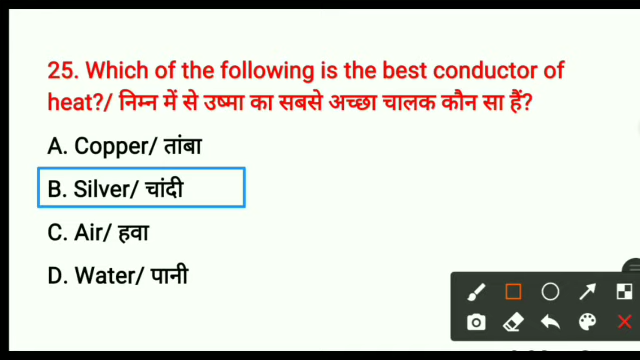 25. Which of the following is the best conductor of
heat?/ निम्न में से उष्मा का सबसे अच्छा चालक कौन सा हैं?
A. Copper/ तांबा
B. Silver/ चांदी
C. Air/ हवा
D. Water/ पानी